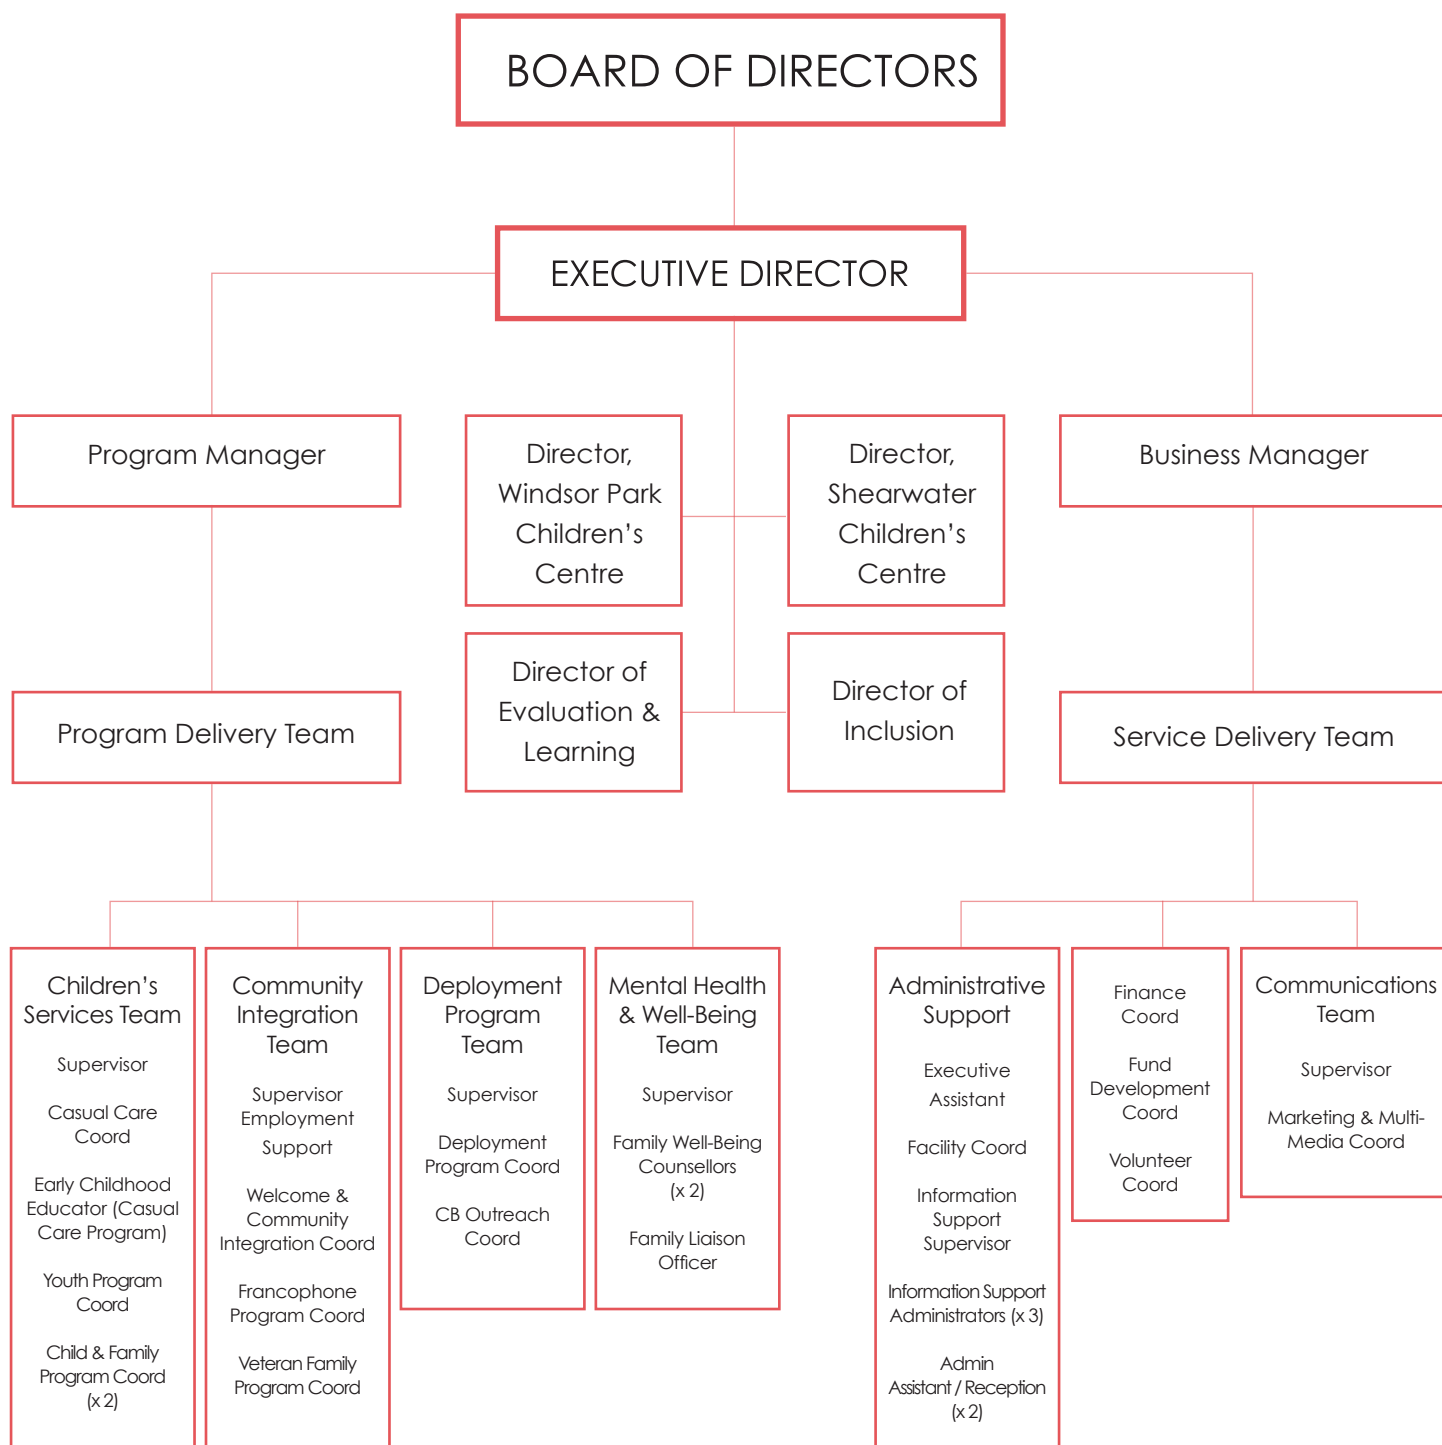 BOARD OF DIRECTORS
EXECUTIVE DIRECTOR
Program Manager
Director,
Windsor Park
Children’s
Centre
Director,
Shearwater
Children’s
Centre
Business Manager
Director of
Evaluation &
Learning
Director of
Inclusion
Program Delivery Team
Service Delivery Team
Children’s
Services Team
Supervisor
Casual Care
Coord
Early Childhood
Educator (Casual
Care Program)
Youth Program
Coord
Child & Family
Program Coord
(x 2)
Community
Integration
Team
Supervisor
Employment
Support
Welcome &
Community
Integration Coord
Francophone
Program Coord
Veteran Family
Program Coord
Deployment
Program
Team
Supervisor
Deployment
Program Coord
CB Outreach
Coord
Mental Health
& Well-Being
Team
Supervisor
Family Well-Being
Counsellors
(x 2)
Family Liaison
Officer
Administrative
Support
Executive
Assistant
Facility Coord
Information
Support
Supervisor
Information Support
Administrators (x 3)
Admin
Assistant / Reception
(x 2)
Finance
Coord
Fund
Development
Coord
Volunteer
Coord
Communications
Team
Supervisor
Marketing & Multi-
Media Coord